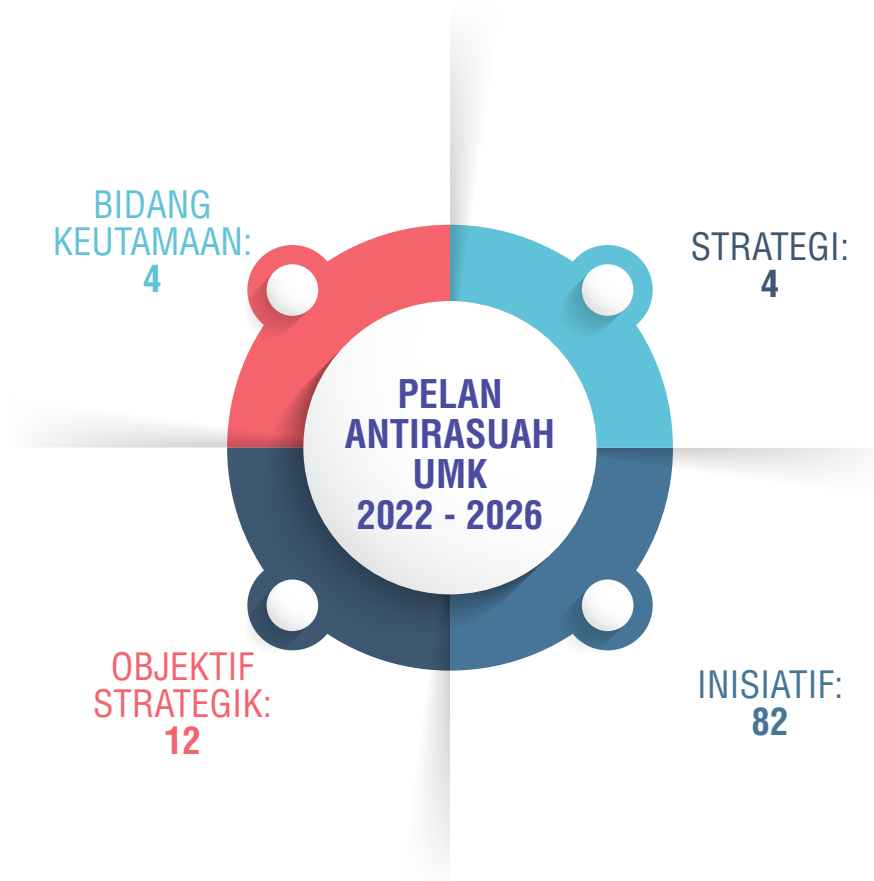 BIDANG
KEUTAMAAN:
4
STRATEGI:
4
PELAN
ANTIRASUAH
UMK
2022 - 2026
OBJEKTIF
STRATEGIK:
12
INISIATIF:
82